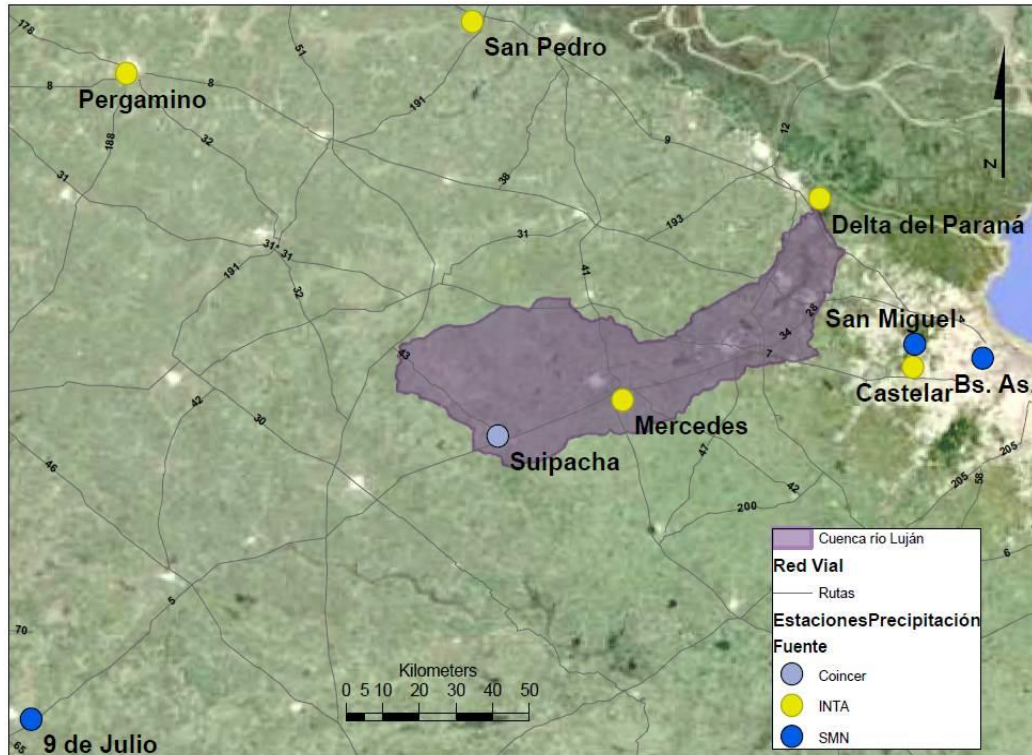 178
51
San Pedro
8
Pergamino
8
191
12
188
32
9
N
38
31
193
Delta del Paraná
31
31*
31
191
41
32
28
San Miguel
4
34
43
7
Castelar
Bs. As.
42
30
Mercedes
Suipacha
46
47
42
205
58
205
200
6
5
70
65
9 de Julio
Kilometers
0 5 10 20 30 40 50
Cuenca río Luján
Red Vial
Rutas
EstacionesPrecipitación
Fuente
Coincer
INTA
SMN